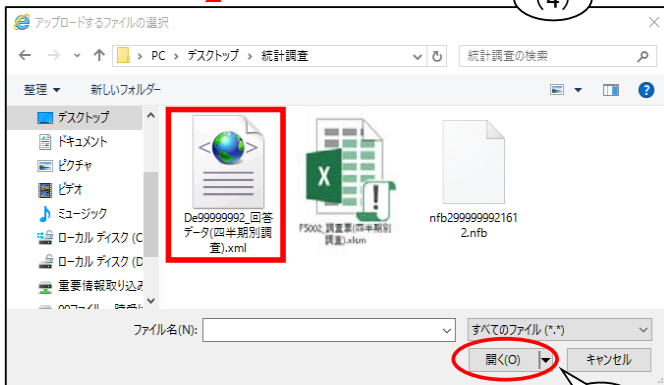 (4)
アップロードするファイルの選択
PC > デスクトップ > 統計調査
統計調査の検索
整理 新しいフォルダー
デスクトップ
ドキュメント
ピクチャ
ビデオ
ミュージック
ローカル ディスク (C
ローカル ディスク (D
重要情報取り込み
De99999992_回答
データ(四半期別調
査).xml
FS002_調査票(四半期別
調査).xlsm
nfb299999992161
2.nfb
ファイル名(N):
すべてのファイル (*.*)
開く(O)
キャンセル